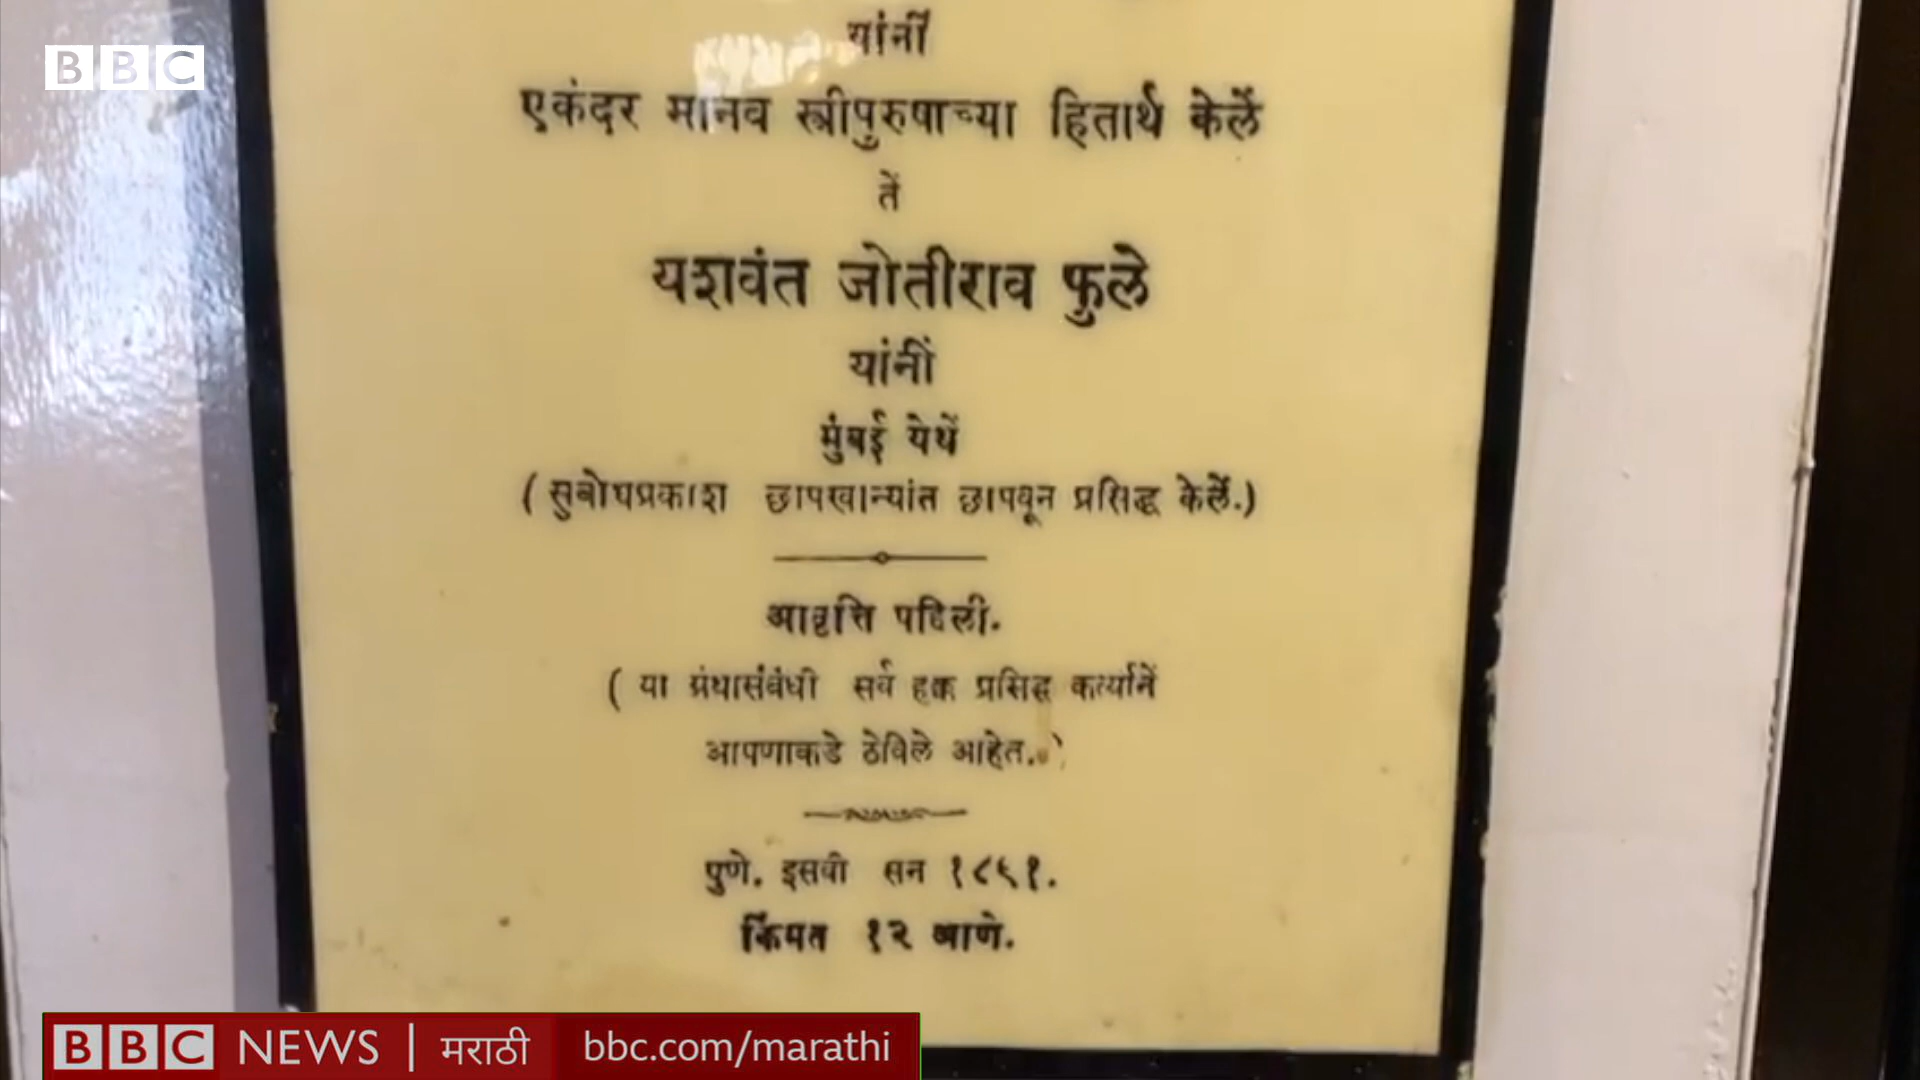 BBC
यांनीं
एकंदर मानव स्त्रीपुरुषाच्या हितार्थ केलें
तें
यशवंत जोतीराव फुले
यांनीं
मुंबई येथें
( सुबोधप्रकाश छापखान्यांत छापवून प्रसिद्ध केलें.)
आवृत्ति पहिली.
( या ग्रंथासंबंधी सर्व हक्क प्रसिद्ध कर्त्यानें
आपणाकडे ठेविले आहेत.)
पुणे. इसवी सन १८९१.
किंमत १२ आणे.
BBC NEWS | मराठी bbc.com/marathi